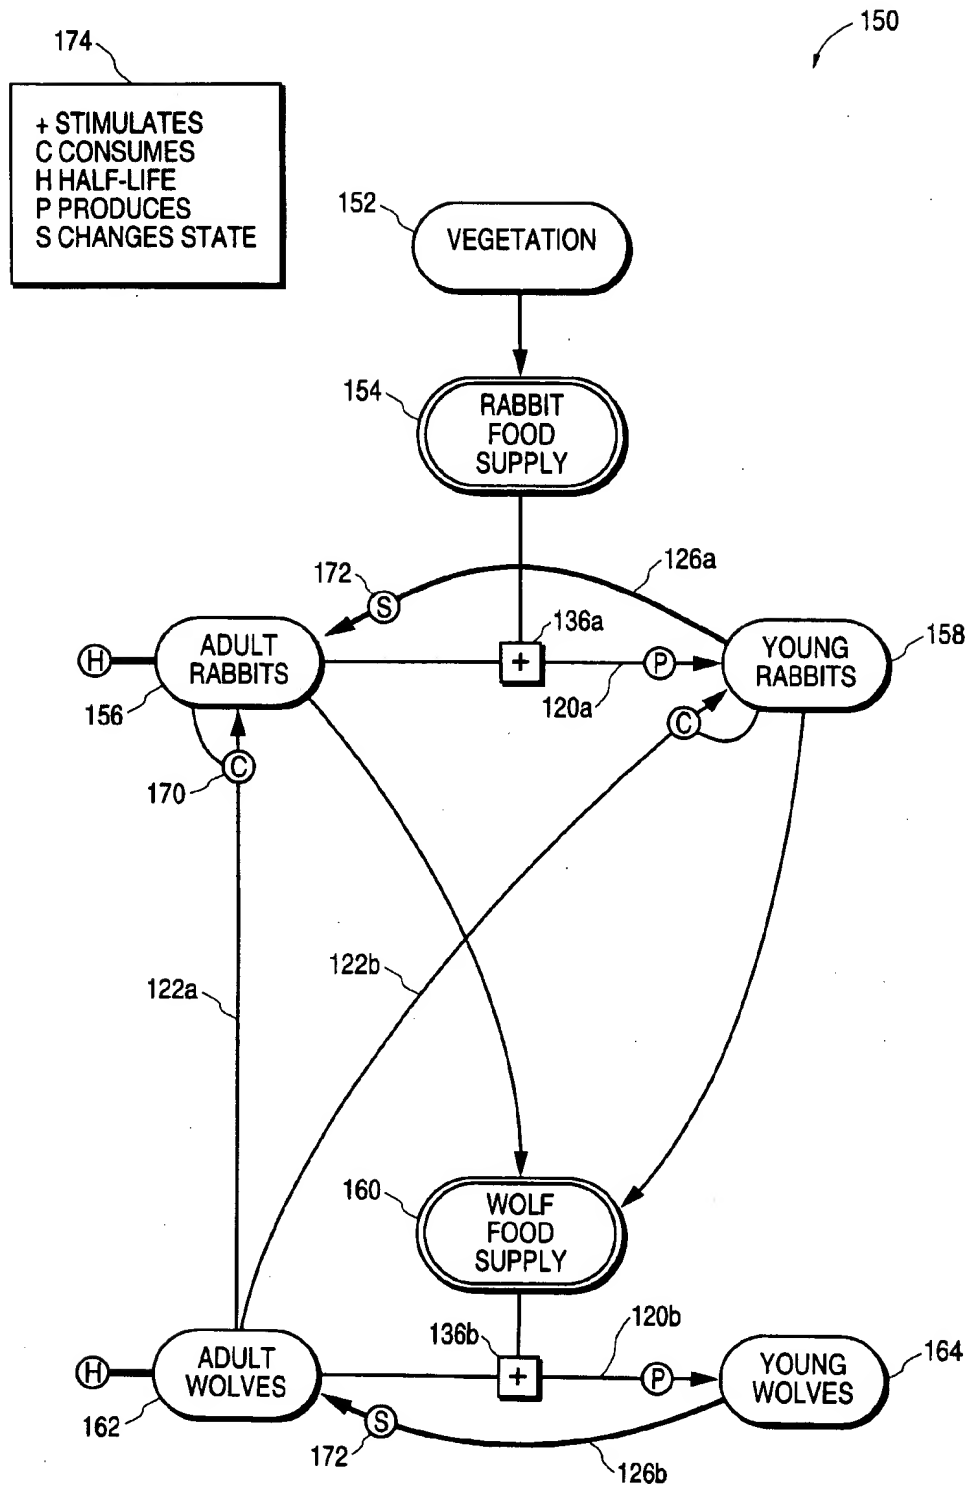 150
174
+ STIMULATES
C CONSUMES
H HALF-LIFE
P PRODUCES
S CHANGES STATE
152
VEGETATION
154
RABBIT
FOOD
SUPPLY
172
S
126a
136a
H
ADULT
RABBITS
+
P
YOUNG
RABBITS
158
156
120a
C
C
170
122a
122b
160
WOLF
FOOD
SUPPLY
136b
120b
H
ADULT
WOLVES
+
P
YOUNG
WOLVES
164
162
S
172
126b